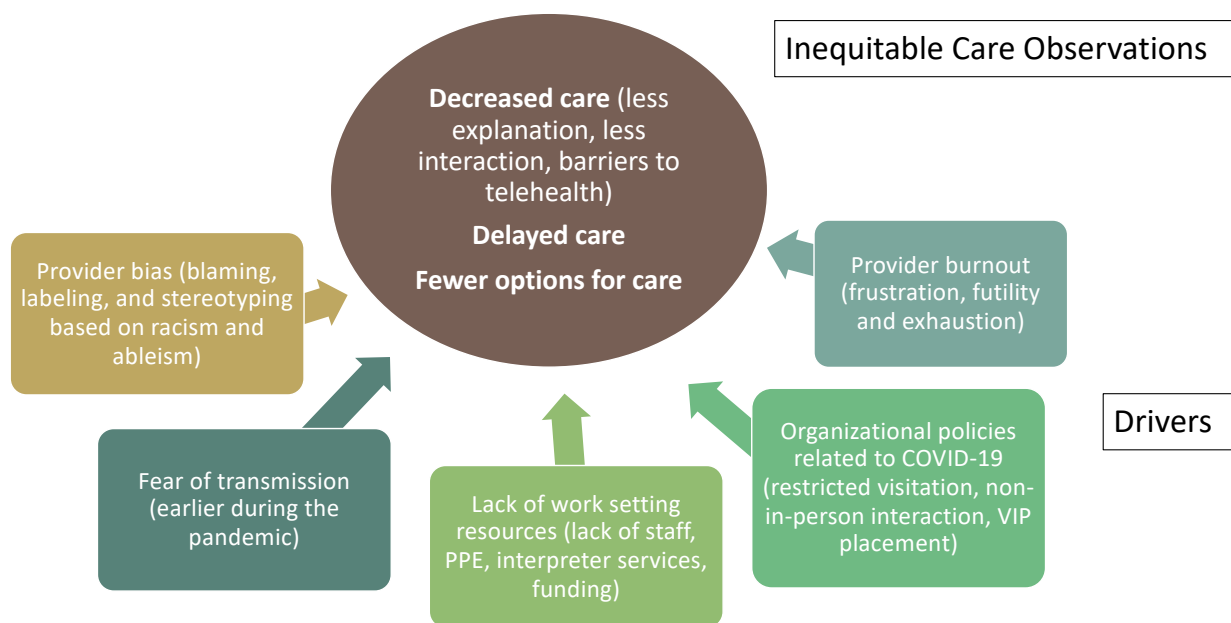 Inequitable Care Observations
Decreased care (less
explanation, less
interaction, barriers to
telehealth)
Delayed care
Fewer options for care
Provider bias (blaming,
labeling, and stereotyping
based on racism and
ableism)
Provider burnout
(frustration, futility
and exhaustion)
Drivers
Fear of transmission
(earlier during the
pandemic)
Lack of work setting
resources (lack of staff,
PPE, interpreter services,
funding)
Organizational policies
related to COVID-19
(restricted visitation, non-
in-person interaction, VIP
placement)